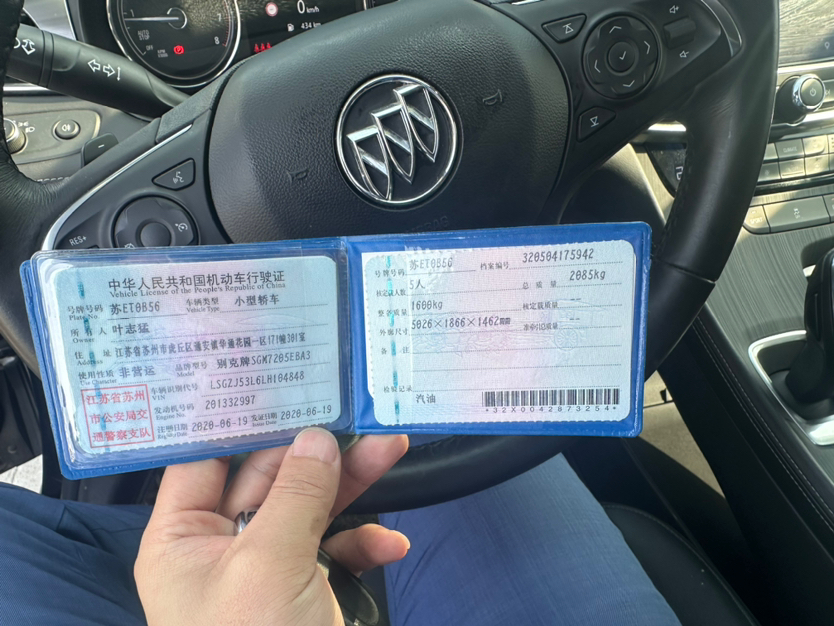 0 km/h
434 km
RES+
中华人民共和国机动车行驶证
Vehicle License of the People's Republic of China
号牌号码 苏ET0B56 车辆类型 小型轿车
Plate No. Vehicle Type
所有人 叶志猛
Owner
住址 江苏省苏州市虎丘区通安镇华通花园一区171幢301室
Address
使用性质 非营运 品牌型号 别克牌SGM7205EBA3
Use Character Model
江苏省苏州
市公安局交
通警察支队
车辆识别代号 LSGZJ53L6LH104848
VIN
发动机号码 201332997
Engine No.
注册日期 2020-06-19 发证日期 2020-06-19
Register Date Issue Date
号牌号码 苏ET0B56 档案编号 320504175942
核定载人数 5人 总质量 2085kg
整备质量 1600kg 核定载质量 --
外廓尺寸 5026×1866×1462mm 准牵引总质量 --
备注
检验记录
汽油
*32X0042873254*